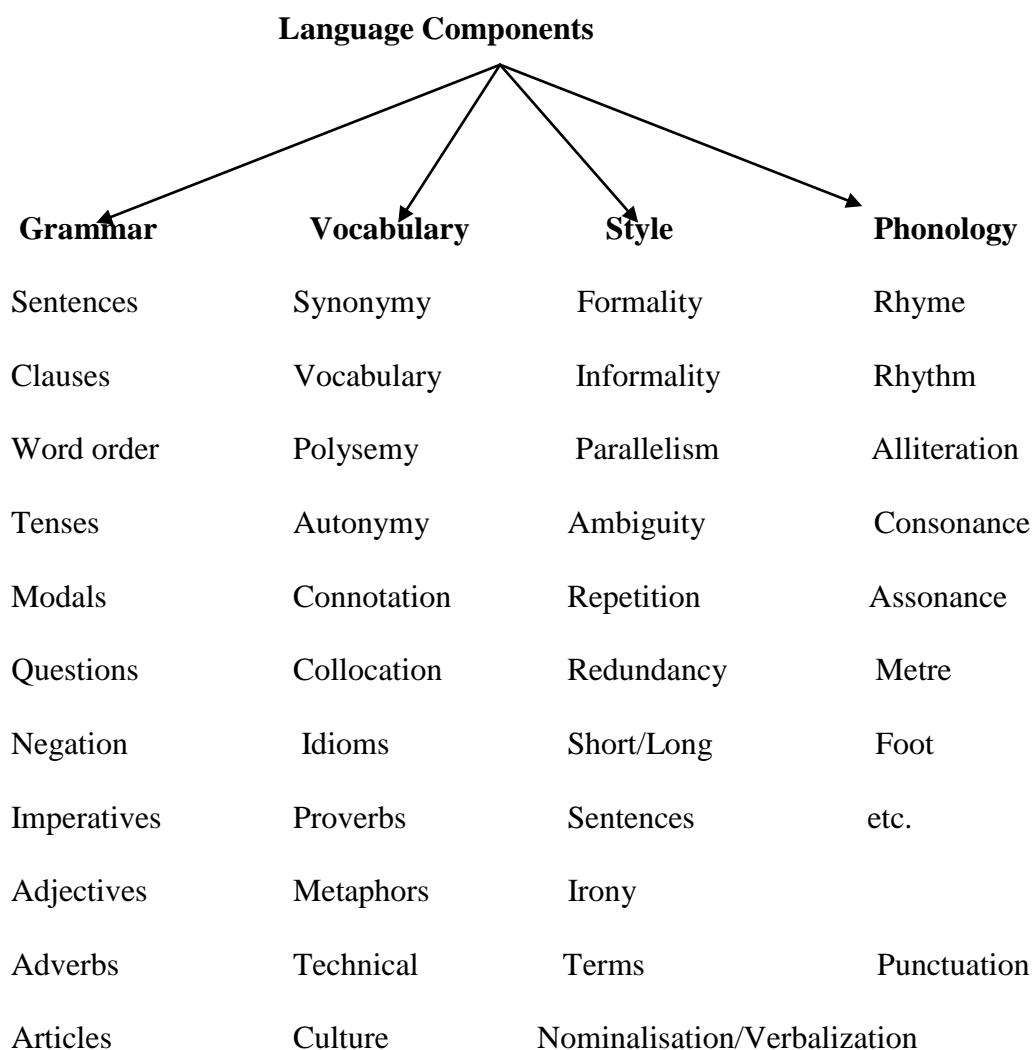 Language Components
Grammar Vocabulary Style Phonology
Sentences Synonymy Formality Rhyme
Clauses Vocabulary Informality Rhythm
Word order Polysemy Parallelism Alliteration
Tenses Autonymy Ambiguity Consonance
Modals Connotation Repetition Assonance
Questions Collocation Redundancy Metre
Negation Idioms Short/Long Foot
Imperatives Proverbs Sentences etc.
Adjectives Metaphors Irony
Adverbs Technical Terms Punctuation
Articles Culture Nominalisation/Verbalization